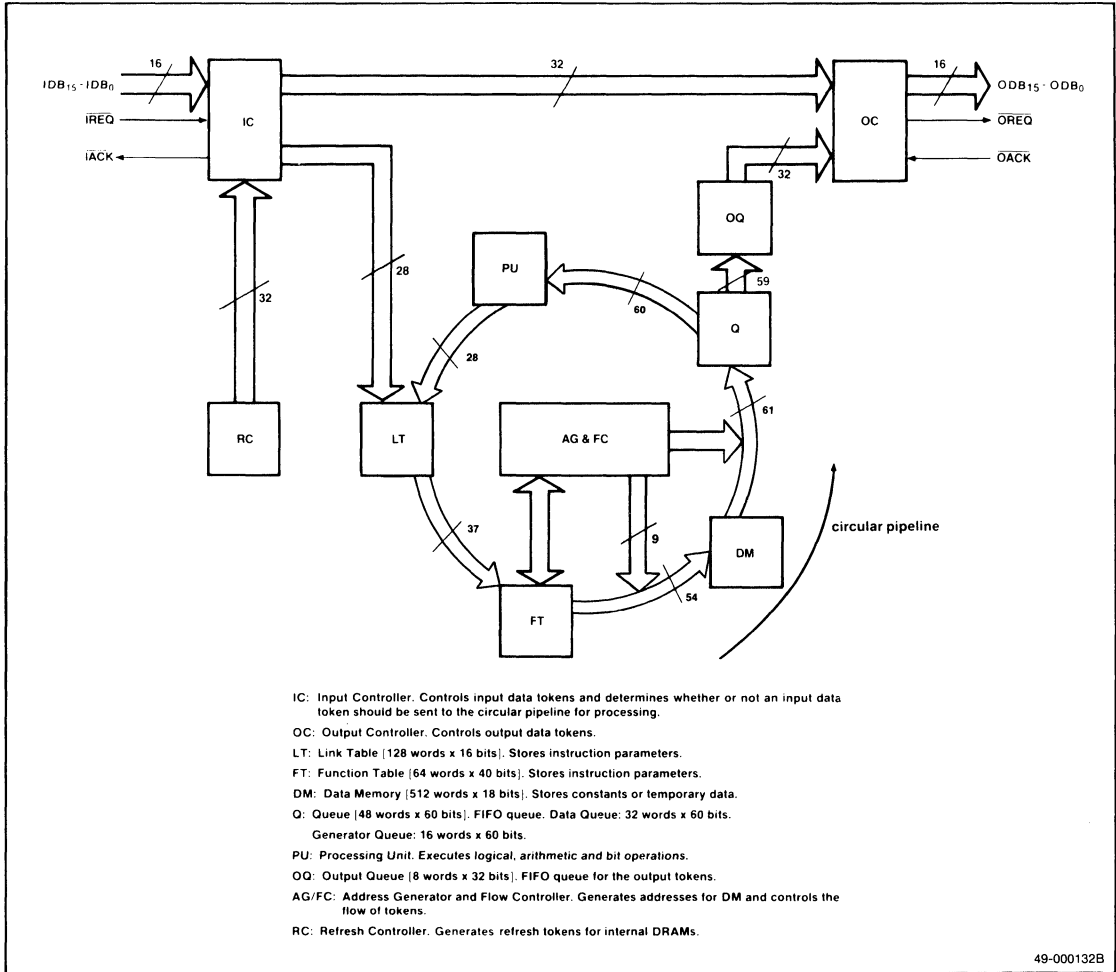 16
IDB15 - IDB0
IREQ
IACK
IC
32
OC
16
ODB15 - ODB0
OREQ
OACK
32
OQ
28
PU
59
60
Q
32
28
61
RC
LT
AG & FC
37
9
DM
circular pipeline
54
FT
IC: Input Controller. Controls input data tokens and determines whether or not an input data
token should be sent to the circular pipeline for processing.
OC: Output Controller. Controls output data tokens.
LT: Link Table [128 words x 16 bits]. Stores instruction parameters.
FT: Function Table [64 words x 40 bits]. Stores instruction parameters.
DM: Data Memory [512 words x 18 bits]. Stores constants or temporary data.
Q: Queue [48 words x 60 bits]. FIFO queue. Data Queue: 32 words x 60 bits.
Generator Queue: 16 words x 60 bits.
PU: Processing Unit. Executes logical, arithmetic and bit operations.
OQ: Output Queue [8 words x 32 bits]. FIFO queue for the output tokens.
AG/FC: Address Generator and Flow Controller. Generates addresses for DM and controls the
flow of tokens.
RC: Refresh Controller. Generates refresh tokens for internal DRAMs.
49-000132B